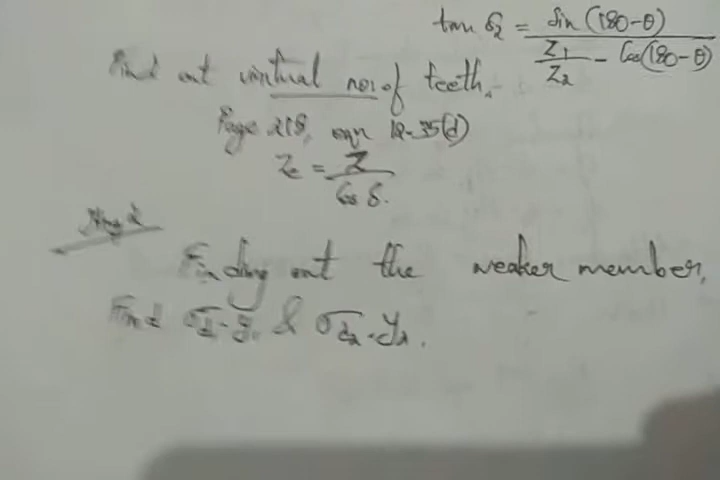 tan δ2 = sin (180-θ) / Z1/Z2 - Cos(180-θ)
Find out virtual no: of teeth.
Page 218, eqn 12-35(d)
Ze = Z / Cos δ.
Step 2
Finding out the weaker member.
Find σd1·y1 & σd2·y2.